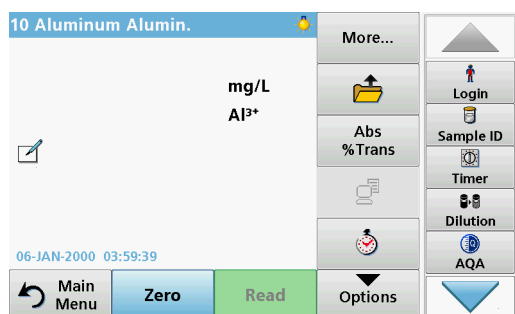 10 Aluminum Alumin.
mg/L
Al³⁺
06-JAN-2000 03:59:39
Main
Menu
Zero
Read
More...
Abs
%Trans
Options
Login
Sample ID
Timer
Dilution
AQA